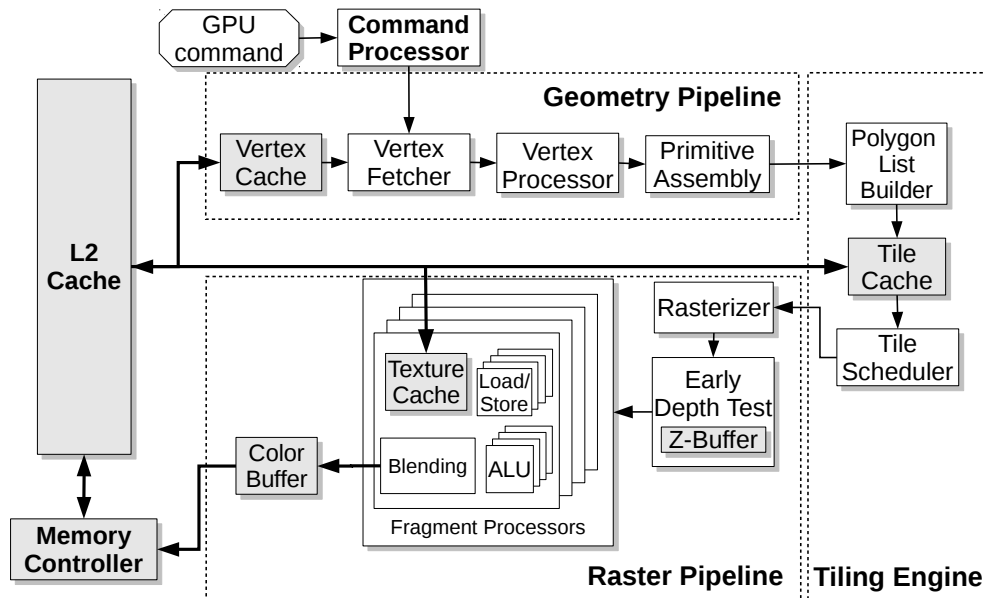 GPU
command
Command
Processor
Geometry Pipeline
Vertex
Cache
Vertex
Fetcher
Vertex
Processor
Primitive
Assembly
Polygon
List
Builder
L2
Cache
Tile
Cache
Tile
Scheduler
Rasterizer
Early
Depth Test
Z-Buffer
Texture
Cache
Load/
Store
Blending
ALU
Fragment Processors
Color
Buffer
Memory
Controller
Raster Pipeline
Tiling Engine